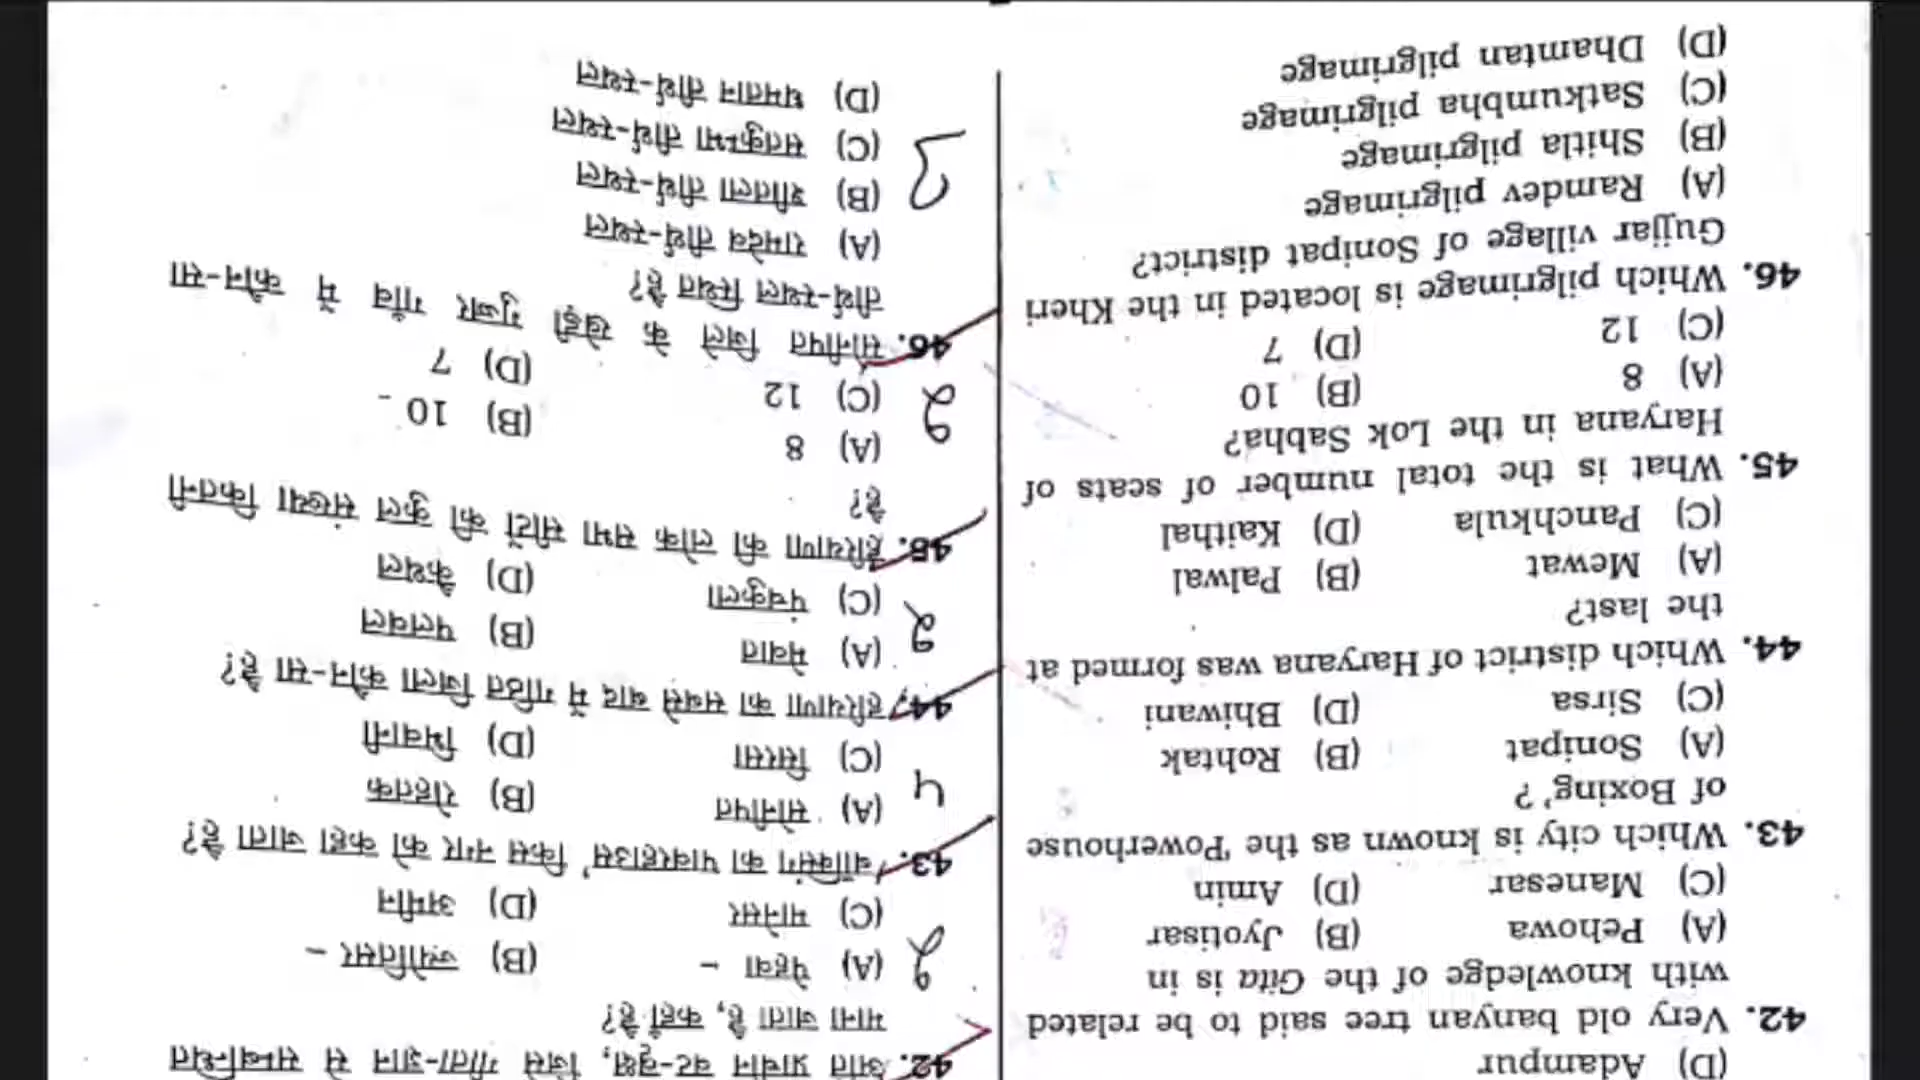 (D) Adampur
42. Very old banyan tree said to be related
with knowledge of the Gita is in
(A) Pehowa (B) Jyotisar
(C) Manesar (D) Amin
43. Which city is known as the 'Powerhouse
of Boxing'?
(A) Sonipat (B) Rohtak
(C) Sirsa (D) Bhiwani
44. Which district of Haryana was formed at
the last?
(A) Mewat (B) Palwal
(C) Panchkula (D) Kaithal
45. What is the total number of seats of
Haryana in the Lok Sabha?
(A) 8 (B) 10
(C) 12 (D) 7
46. Which pilgrimage is located in the Kheri
Gujjar village of Sonipat district?
(A) Ramdev pilgrimage
(B) Shitla pilgrimage
(C) Satkumbha pilgrimage
(D) Dhamtan pilgrimage
42. अति प्राचीन वट-वृक्ष, जिसे गीता-ज्ञान से सम्बन्धित
माना जाता है, कहाँ है?
2 (A) पेहवा - (B) ज्योतिसर -
(C) मानेसर (D) अमीन
43. 'बॉक्सिंग का पावरहाउस' किस नगर को कहा जाता है?
4 (A) सोनीपत (B) रोहतक
(C) सिरसा (D) भिवानी
44. हरियाणा का सबसे बाद में गठित जिला कौन-सा है?
2 (A) मेवात (B) पलवल
(C) पंचकुला (D) कैथल
45. हरियाणा की लोक सभा सीटों की कुल संख्या कितनी
है?
2 (A) 8 (B) 10 -
(C) 12 (D) 7
46. सोनीपत जिले के खेड़ी गुज्जर गाँव में कौन-सा
तीर्थ-स्थल स्थित है?
(A) रामदेव तीर्थ-स्थल
3 (B) शीतला तीर्थ-स्थल
(C) सतकुम्भा तीर्थ-स्थल
(D) धमतान तीर्थ-स्थल